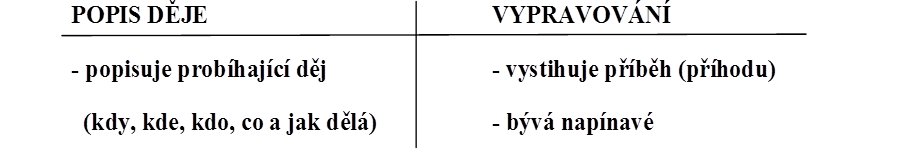 POPIS DĚJE
VYPRAVOVÁNÍ
- popisuje probíhající děj
(kdy, kde, kdo, co a jak dělá)
- vystihuje příběh (příhodu)
- bývá napínavé